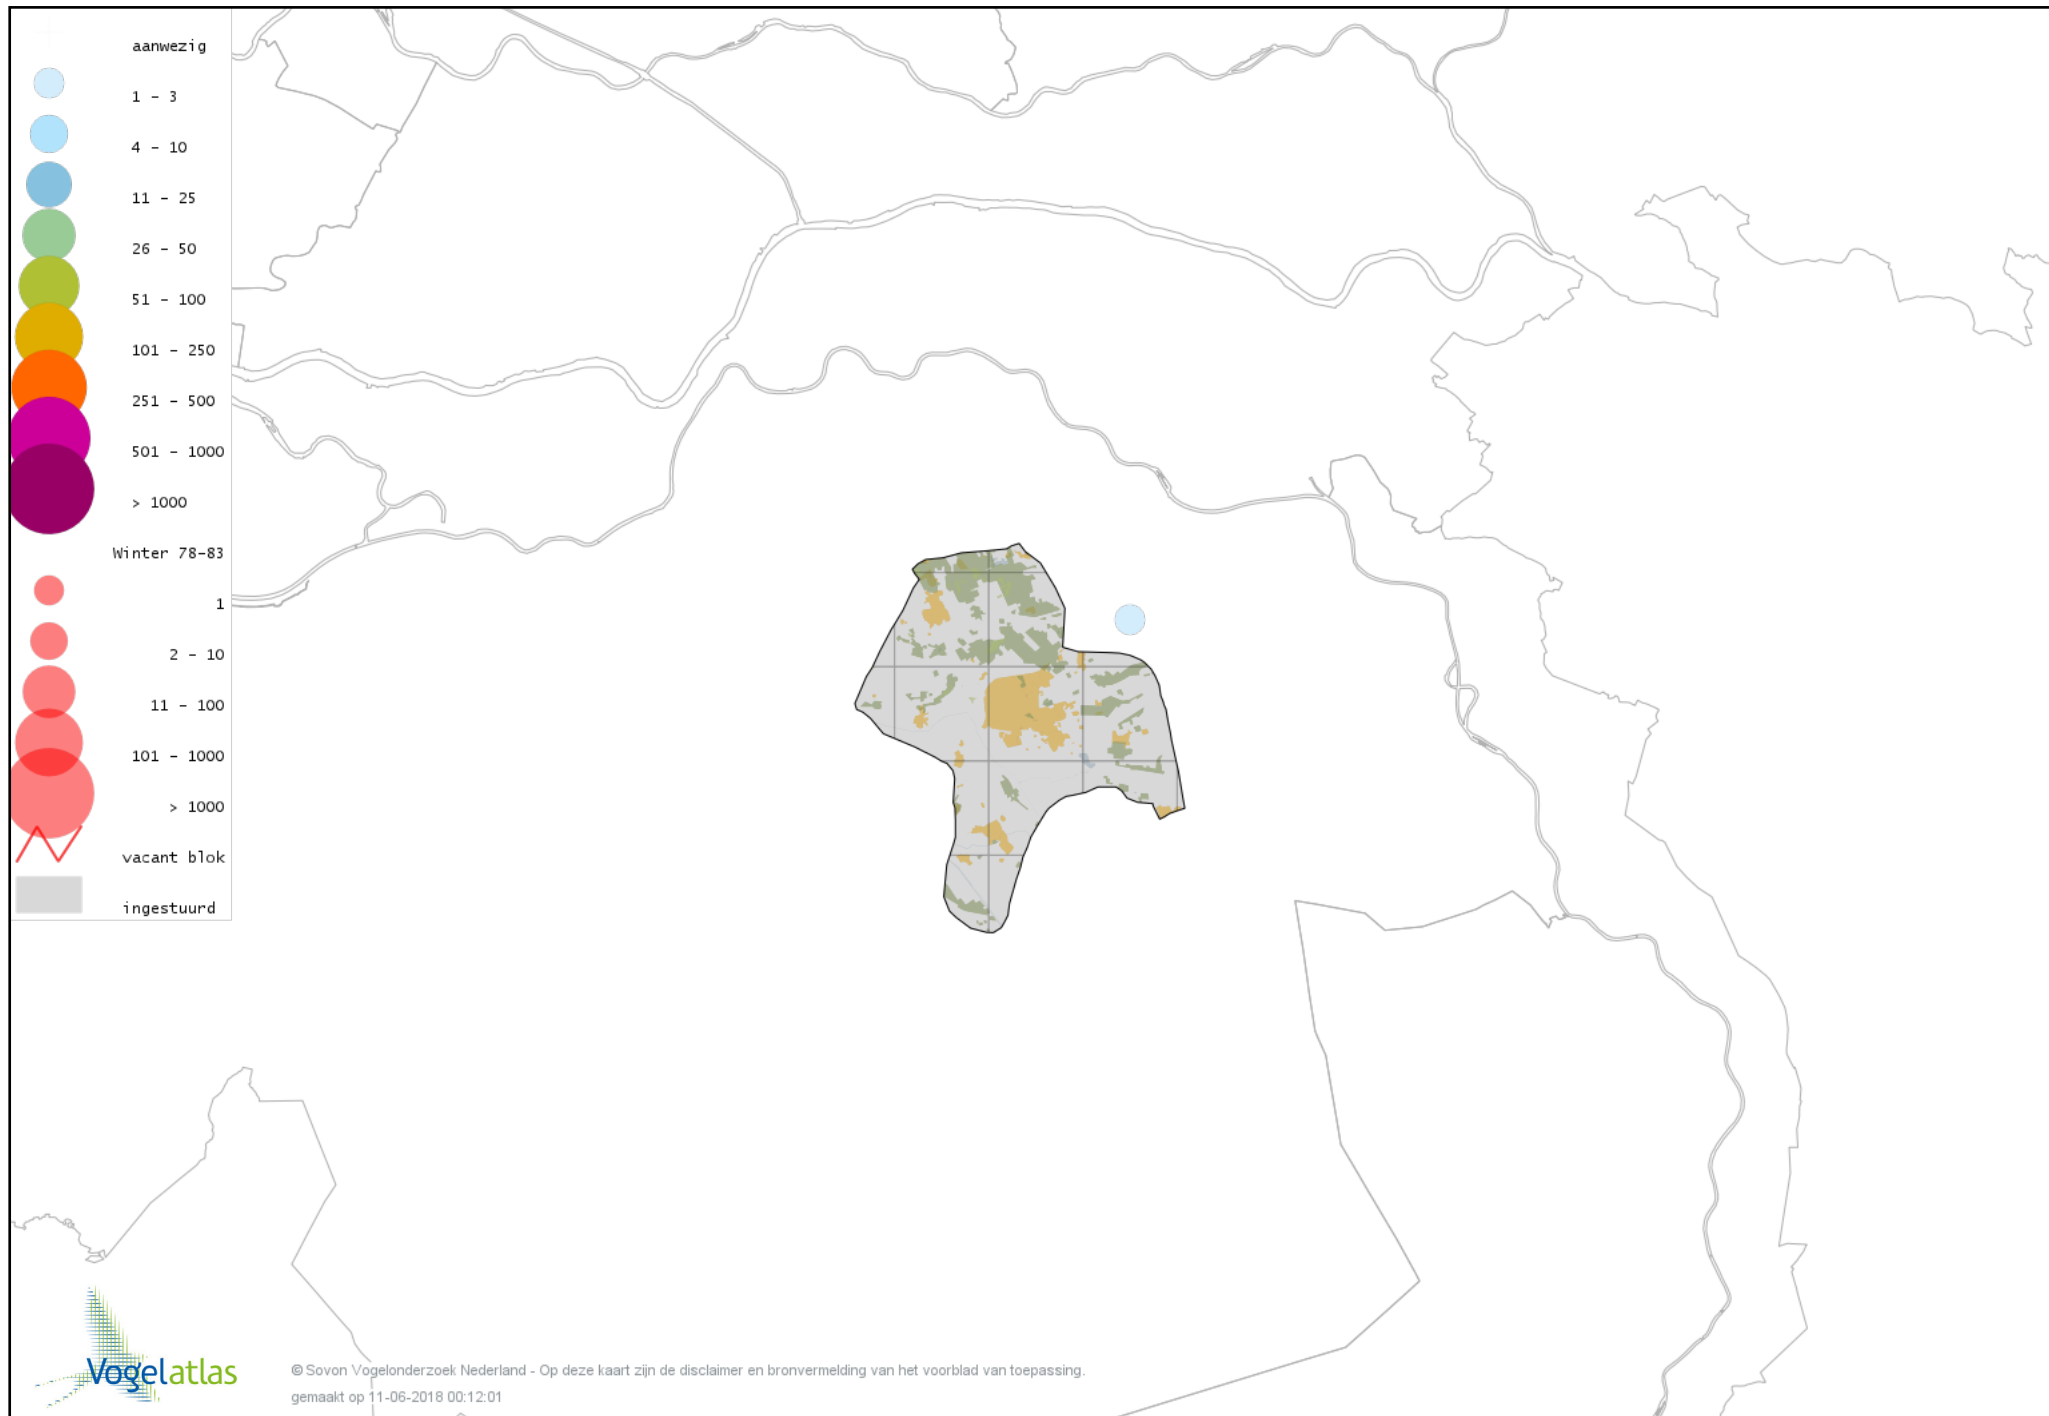 aanwezig
1 - 3
4 - 10
11 - 25
26 - 50
51 - 100
101 - 250
251 - 500
501 - 1000
> 1000
Winter 78-83
1
2 - 10
11 - 100
101 - 1000
> 1000
vacant blok
ingestuurd
Vogelatlas
© Sovon Vogelonderzoek Nederland - Op deze kaart zijn de disclaimer en bronvermelding van het voorblad van toepassing.
gemaakt op 11-06-2018 00:12:01